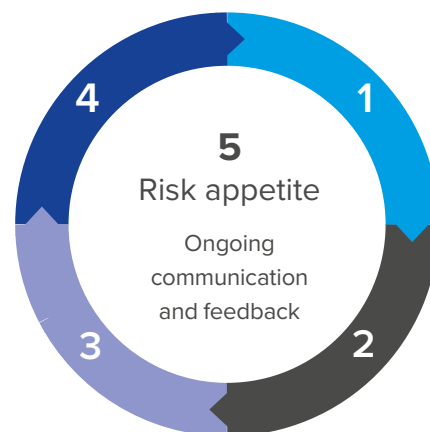 4
1
5
Risk appetite
Ongoing
communication
and feedback
3
2